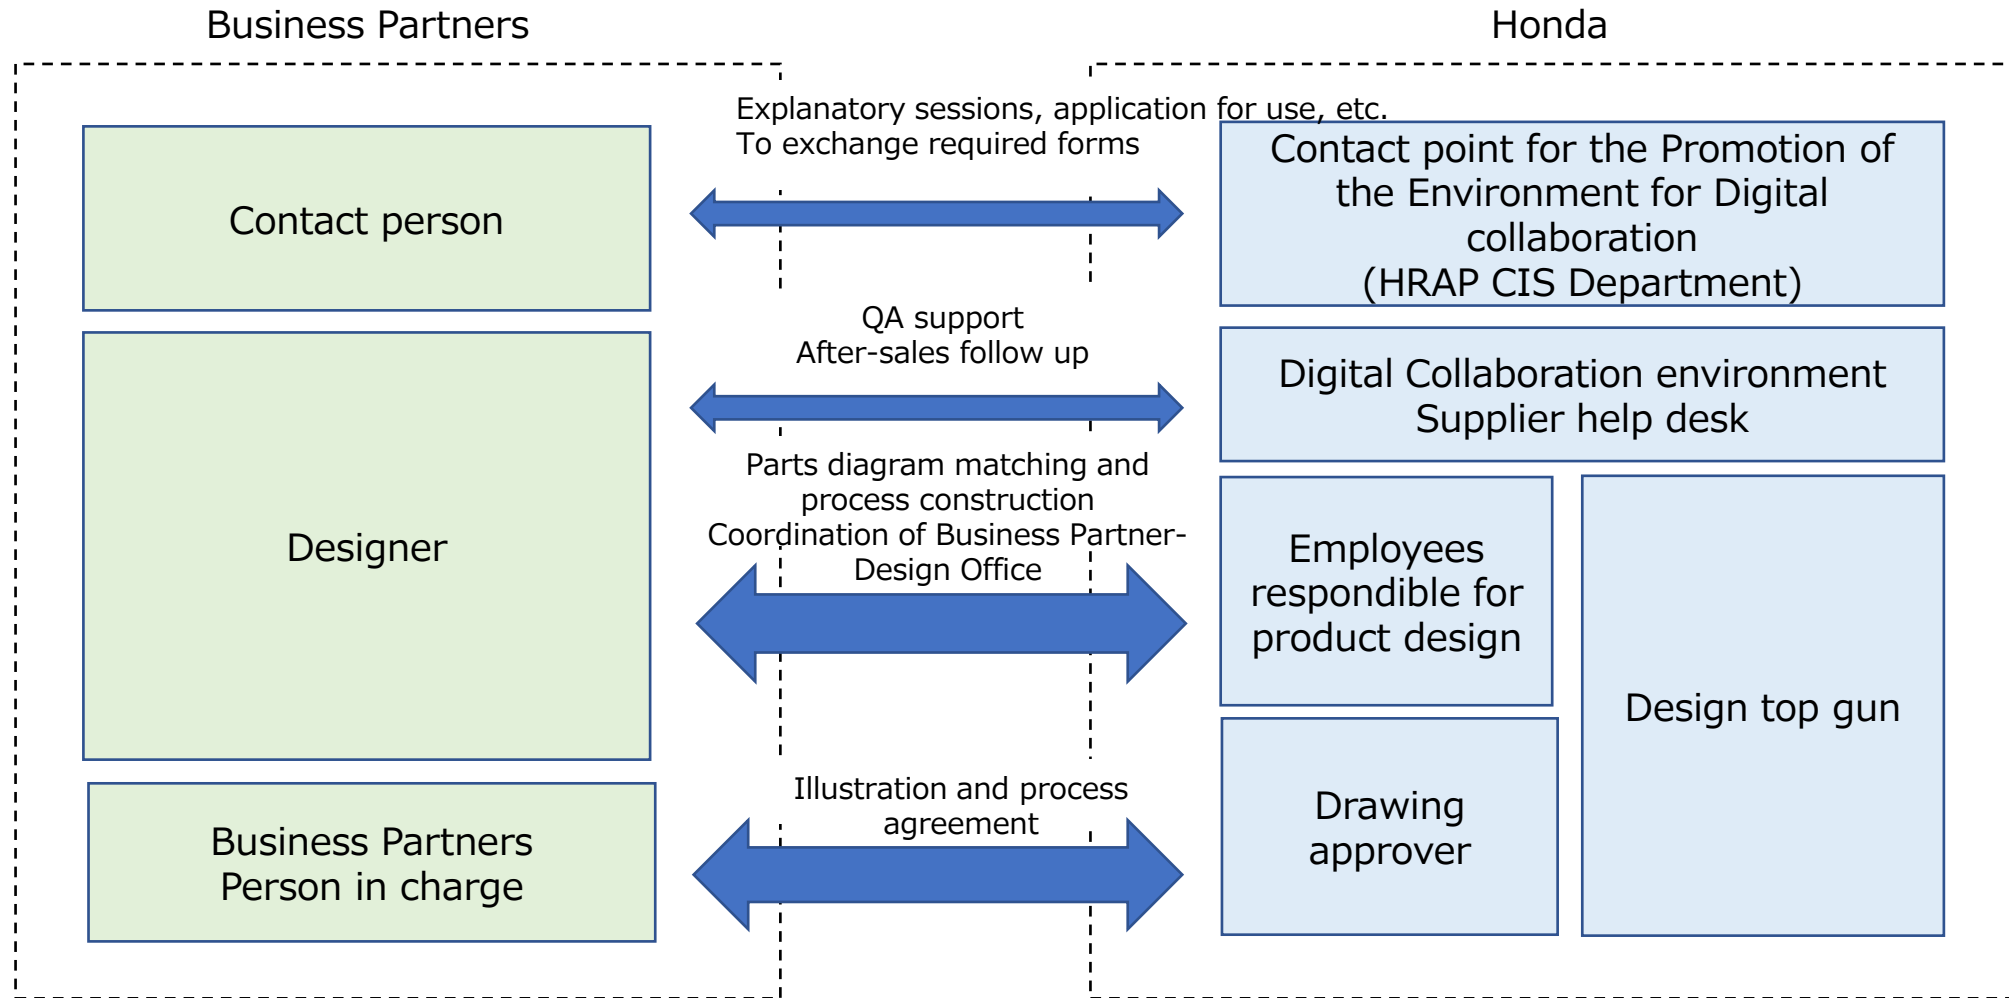 Business Partners
Honda
Explanatory sessions, application for use, etc.
To exchange required forms
Contact person
Contact point for the Promotion of
the Environment for Digital
collaboration
(HRAP CIS Department)
QA support
After-sales follow up
Designer
Digital Collaboration environment
Supplier help desk
Parts diagram matching and
process construction
Coordination of Business Partner-
Design Office
Employees
respondible for
product design
Design top gun
Illustration and process
agreement
Business Partners
Person in charge
Drawing
approver